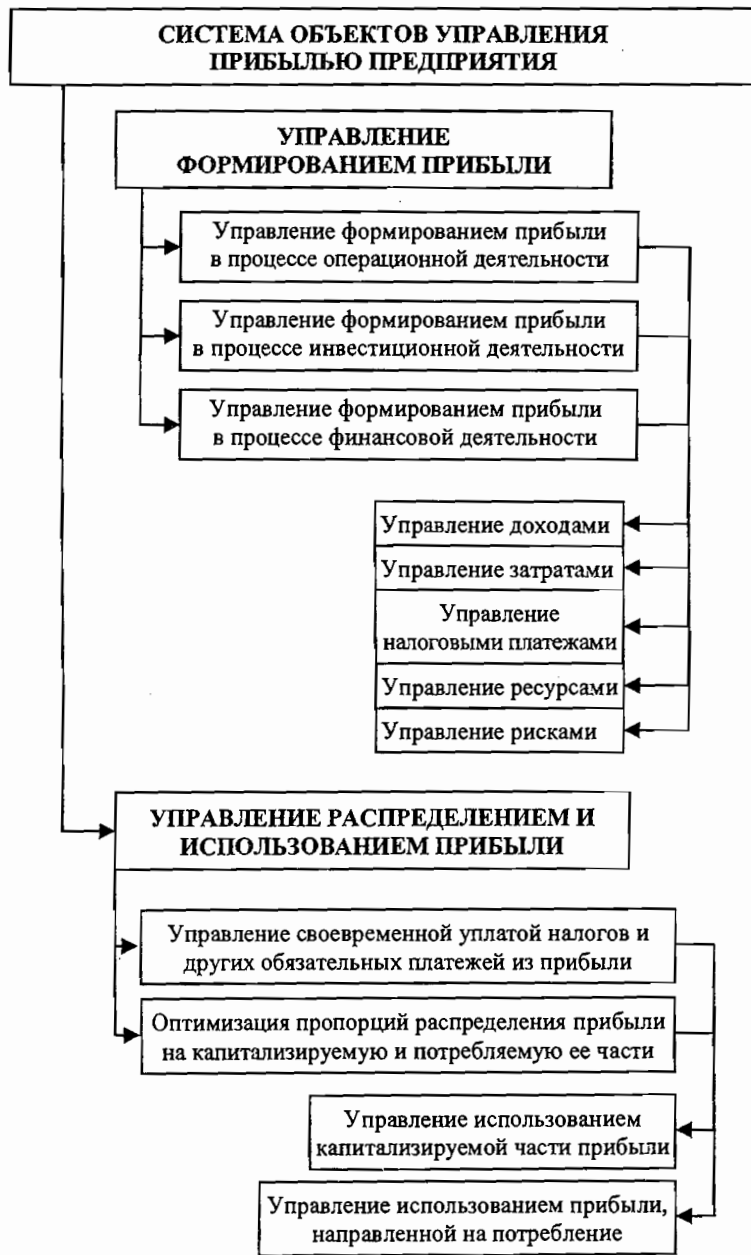 СИСТЕМА ОБЪЕКТОВ УПРАВЛЕНИЯ
ПРИБЫЛЬЮ ПРЕДПРИЯТИЯ
УПРАВЛЕНИЕ
ФОРМИРОВАНИЕМ ПРИБЫЛИ
Управление формированием прибыли
в процессе операционной деятельности
Управление формированием прибыли
в процессе инвестиционной деятельности
Управление формированием прибыли
в процессе финансовой деятельности
Управление доходами
Управление затратами
Управление
налоговыми платежами
Управление ресурсами
Управление рисками
УПРАВЛЕНИЕ РАСПРЕДЕЛЕНИЕМ И
ИСПОЛЬЗОВАНИЕМ ПРИБЫЛИ
Управление своевременной уплатой налогов и
других обязательных платежей из прибыли
Оптимизация пропорций распределения прибыли
на капитализируемую и потребляемую ее части
Управление использованием
капитализируемой части прибыли
Управление использованием прибыли,
направленной на потребление